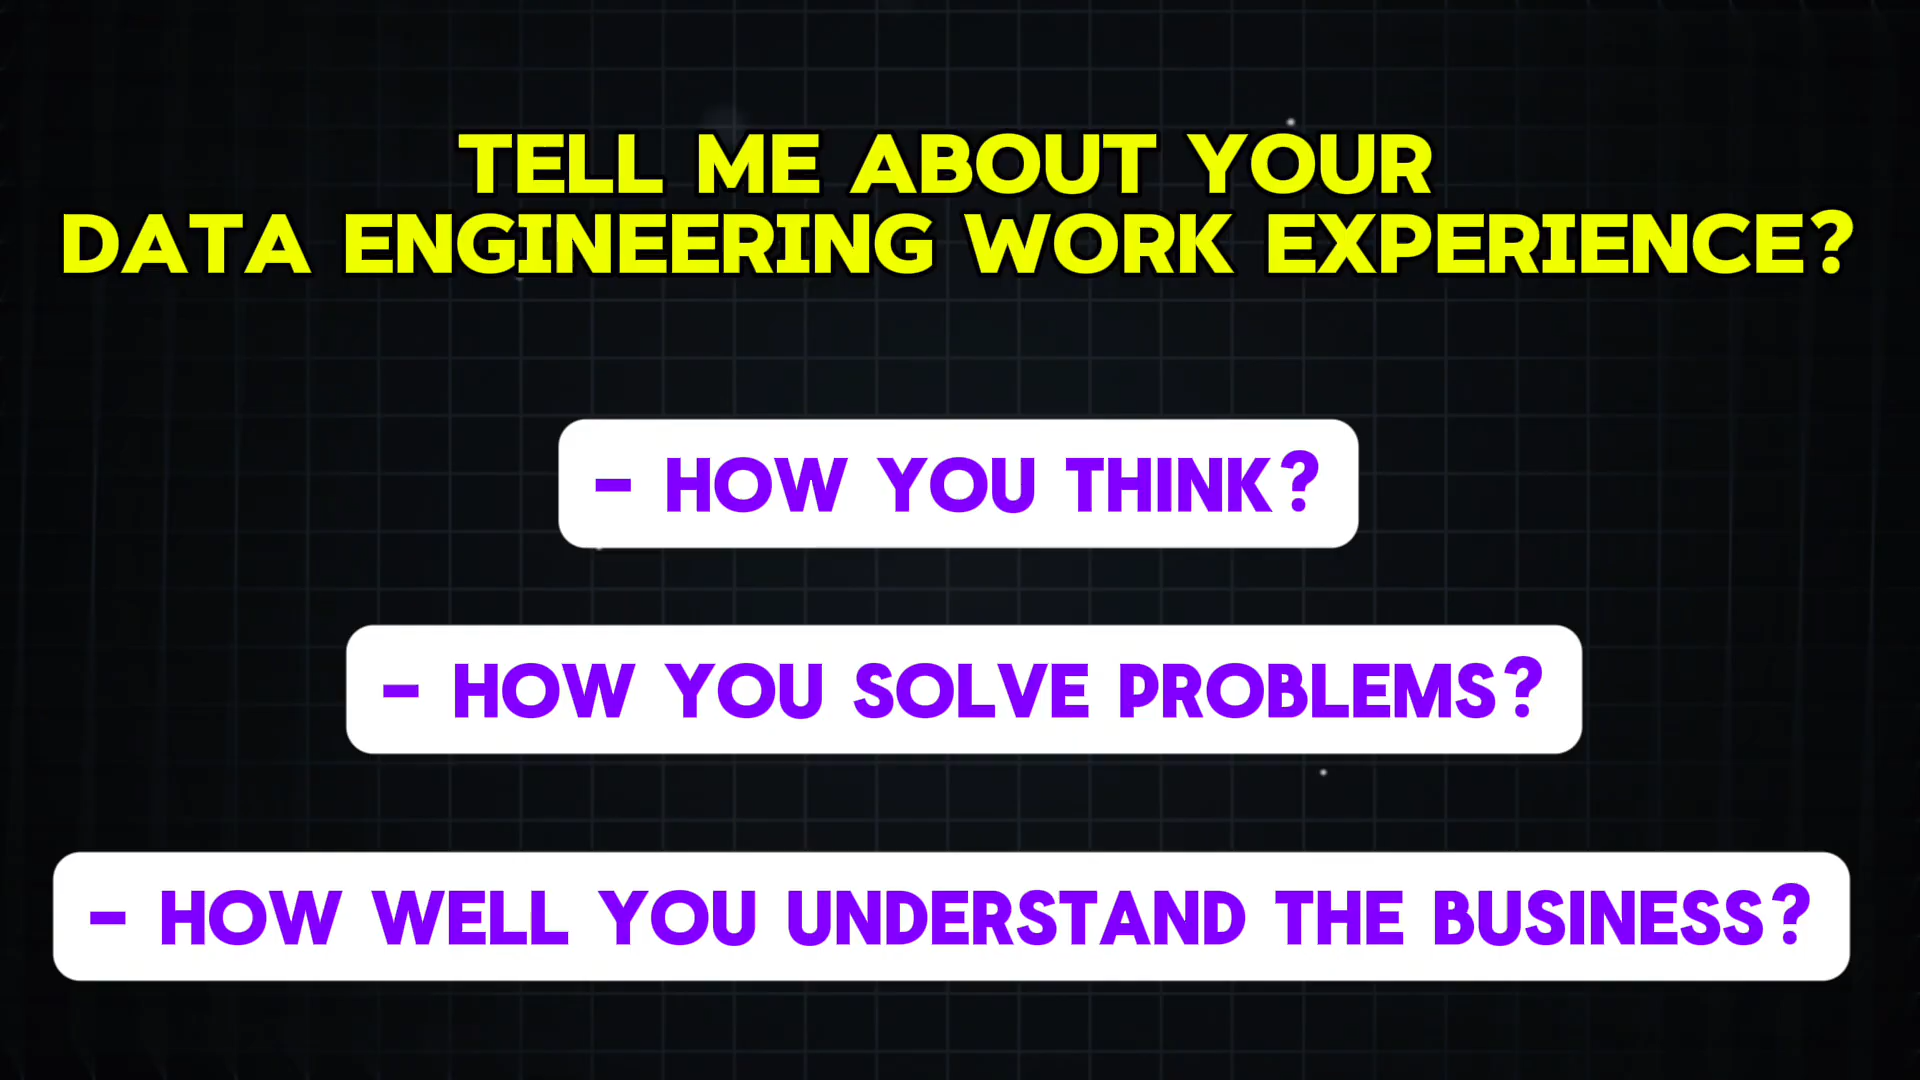 TELL ME ABOUT YOUR
DATA ENGINEERING WORK EXPERIENCE?
- HOW YOU THINK?
- HOW YOU SOLVE PROBLEMS?
- HOW WELL YOU UNDERSTAND THE BUSINESS?